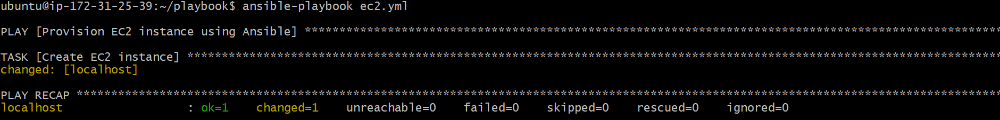 ubuntu@ip-172-31-25-39:~/playbook$ ansible-playbook ec2.yml
PLAY [Provision EC2 instance using Ansible] *****************************************************************************************************
TASK [Create EC2 instance] **********************************************************************************************************************
changed: [localhost]
PLAY RECAP **************************************************************************************************************************************
localhost                  : ok=1    changed=1    unreachable=0    failed=0    skipped=0    rescued=0    ignored=0